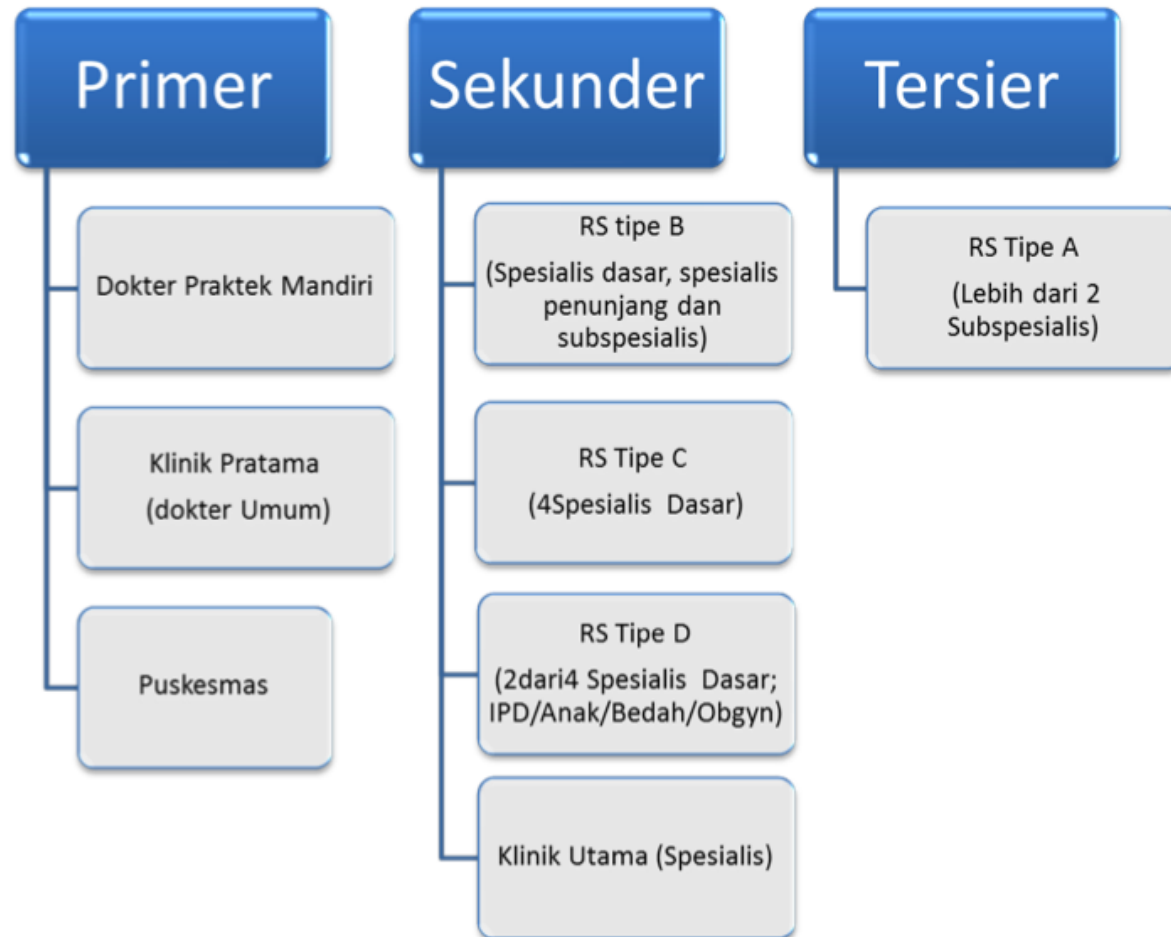 Primer
Dokter Praktek Mandiri
Klinik Pratama
(dokter Umum)
Puskesmas
Sekunder
RS tipe B
(Spesialis dasar, spesialis
penunjang dan
subspesialis)
RS Tipe C
(4Spesialis Dasar)
RS Tipe D
(2dari4 Spesialis Dasar;
IPD/Anak/Bedah/Obgyn)
Klinik Utama (Spesialis)
Tersier
RS Tipe A
(Lebih dari 2
Subspesialis)